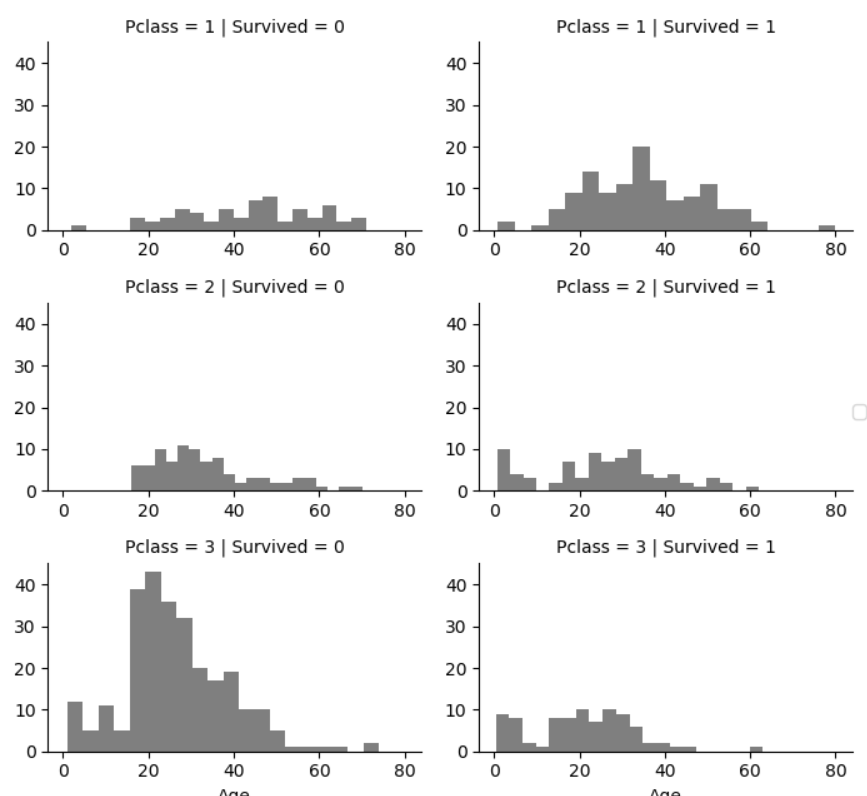 Pclass = 1 | Survived = 0
Pclass = 1 | Survived = 1
40
30
20
10
0
0 20 40 60 80
40
30
20
10
0
0 20 40 60 80
Pclass = 2 | Survived = 0
Pclass = 2 | Survived = 1
40
30
20
10
0
0 20 40 60 80
40
30
20
10
0
0 20 40 60 80
Pclass = 3 | Survived = 0
Pclass = 3 | Survived = 1
40
30
20
10
0
0 20 40 60 80
Age
40
30
20
10
0
0 20 40 60 80
Age